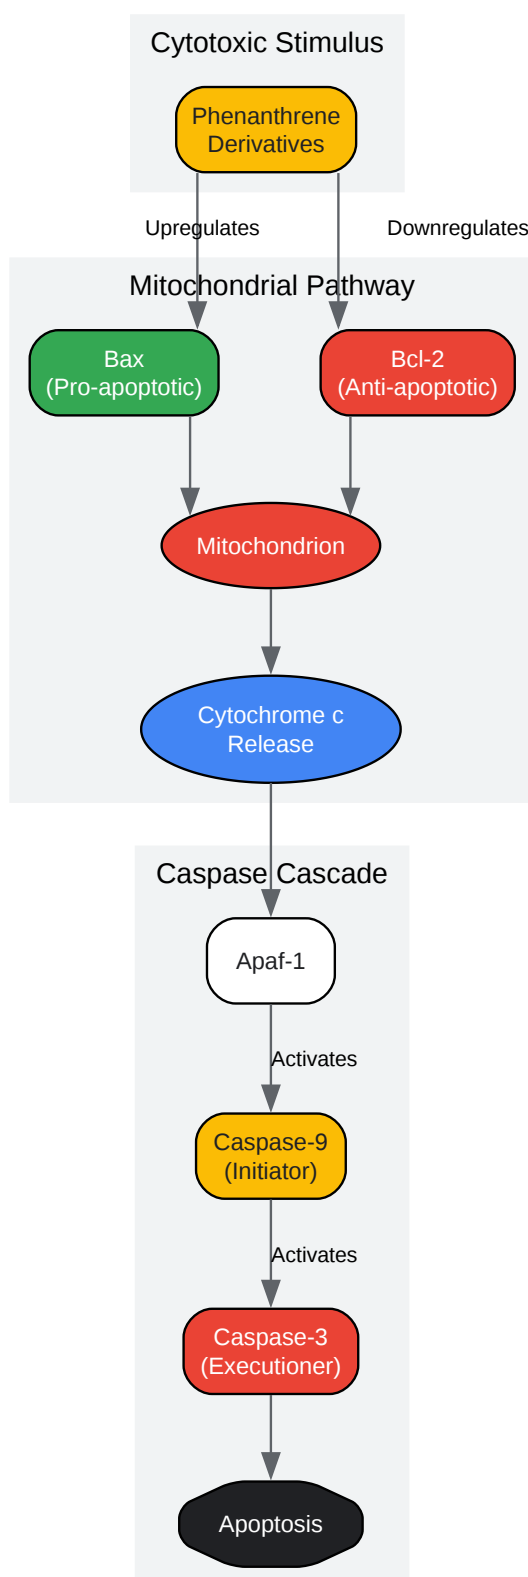 Cytotoxic Stimulus
Phenanthrene
Derivatives
Upregulates
Downregulates
Mitochondrial Pathway
Bax
(Pro-apoptotic)
Bcl-2
(Anti-apoptotic)
Mitochondrion
Cytochrome c
Release
Caspase Cascade
Apaf-1
Activates
Caspase-9
(Initiator)
Activates
Caspase-3
(Executioner)
Apoptosis